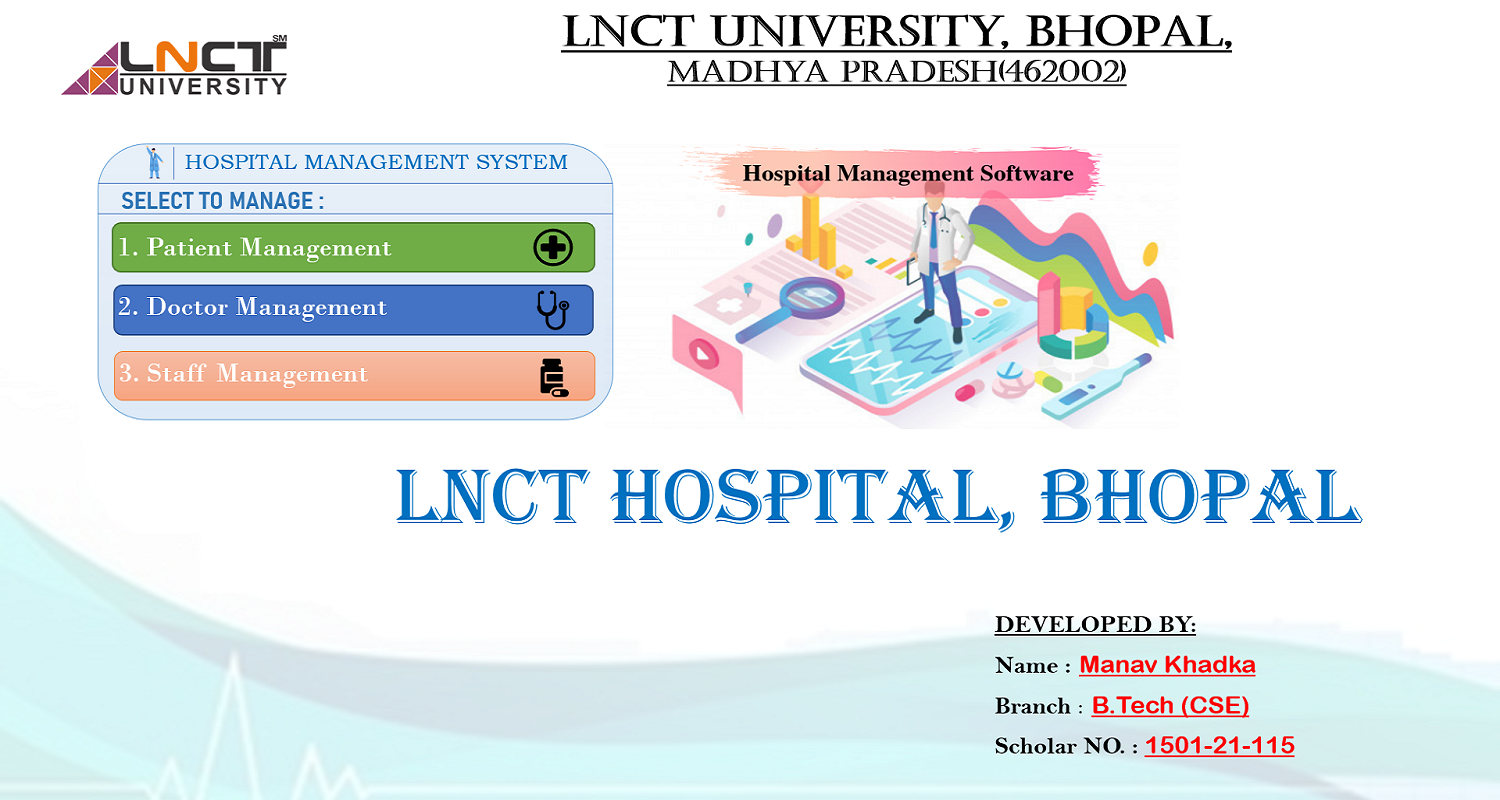 LNCT SM
UNIVERSITY
LNCT UNIVERSITY, BHOPAL,
MADHYA PRADESH(462002)
HOSPITAL MANAGEMENT SYSTEM
SELECT TO MANAGE :
1. Patient Management
2. Doctor Management
3. Staff Management
Hospital Management Software
LNCT HOSPITAL, BHOPAL
DEVELOPED BY:
Name : Manav Khadka
Branch : B.Tech (CSE)
Scholar NO. : 1501-21-115